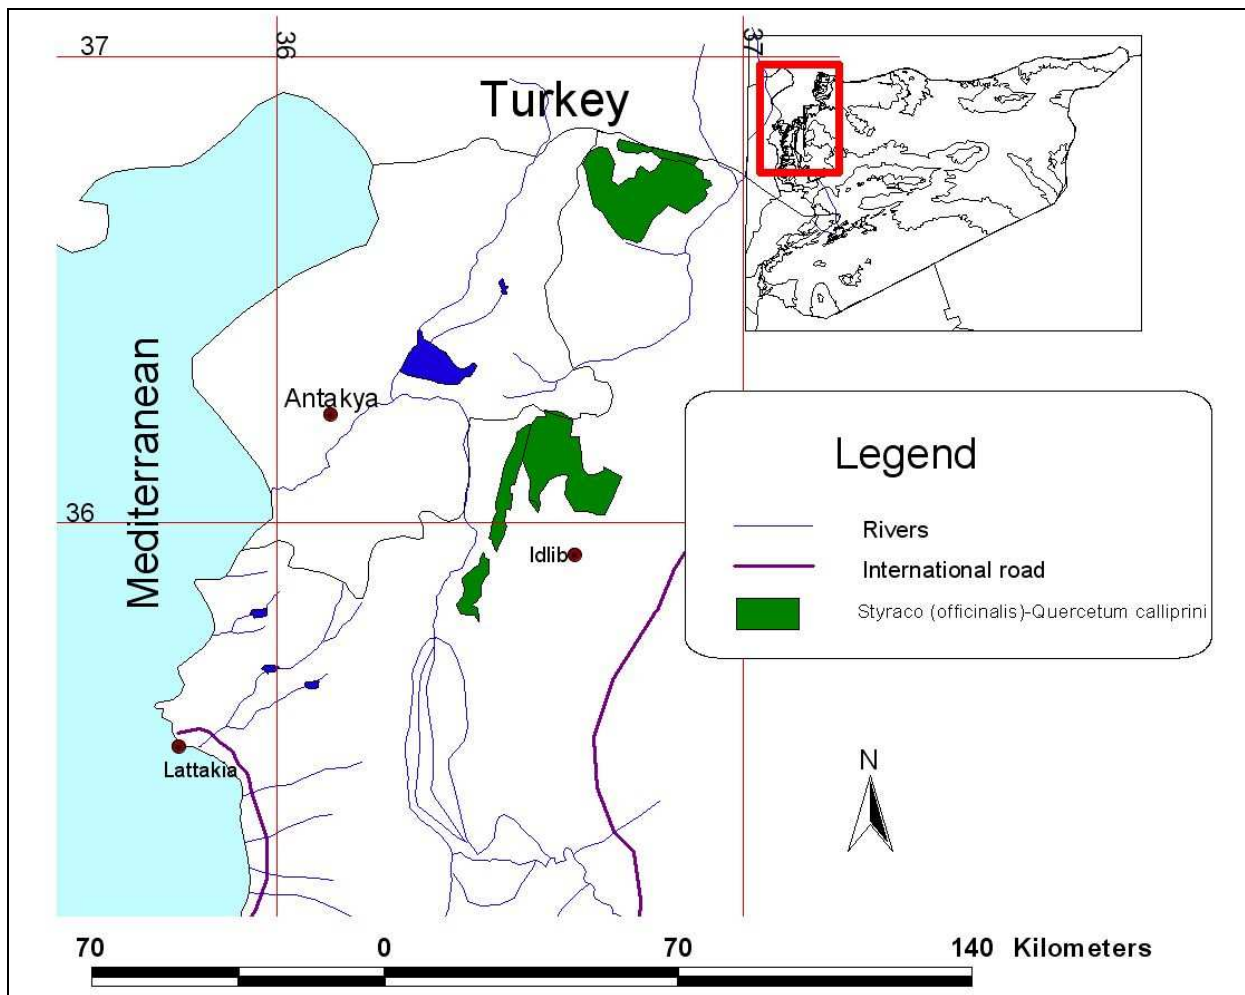 37
36
37
Turkey
Mediterranean
Antakya
36
Idlib
Lattakia
Legend
Rivers
International road
Styraco (officinalis)-Quercetum calliprini
N
70 0 70 140 Kilometers